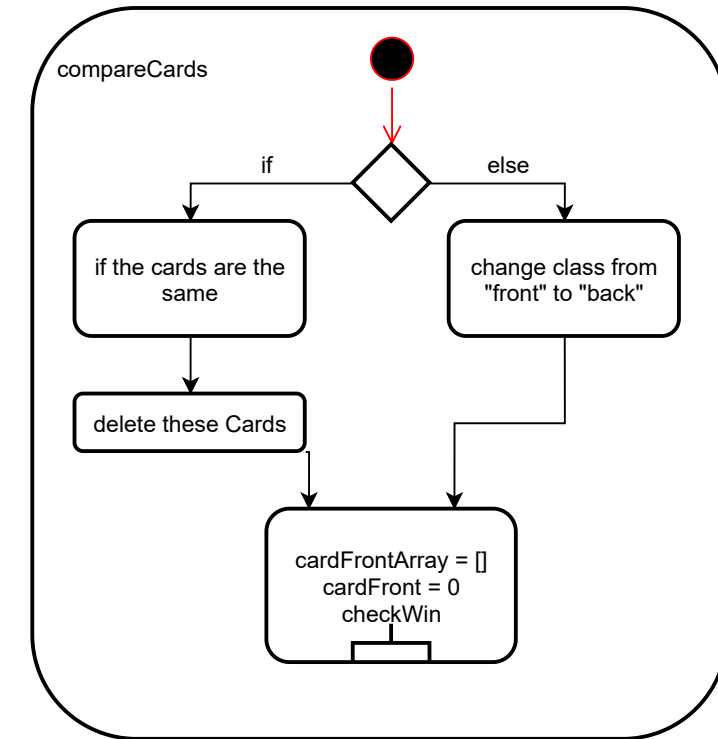 compareCards
if
else
if the cards are the
same
change class from
"front" to "back"
delete these Cards
cardFrontArray = []
cardFront = 0
checkWin